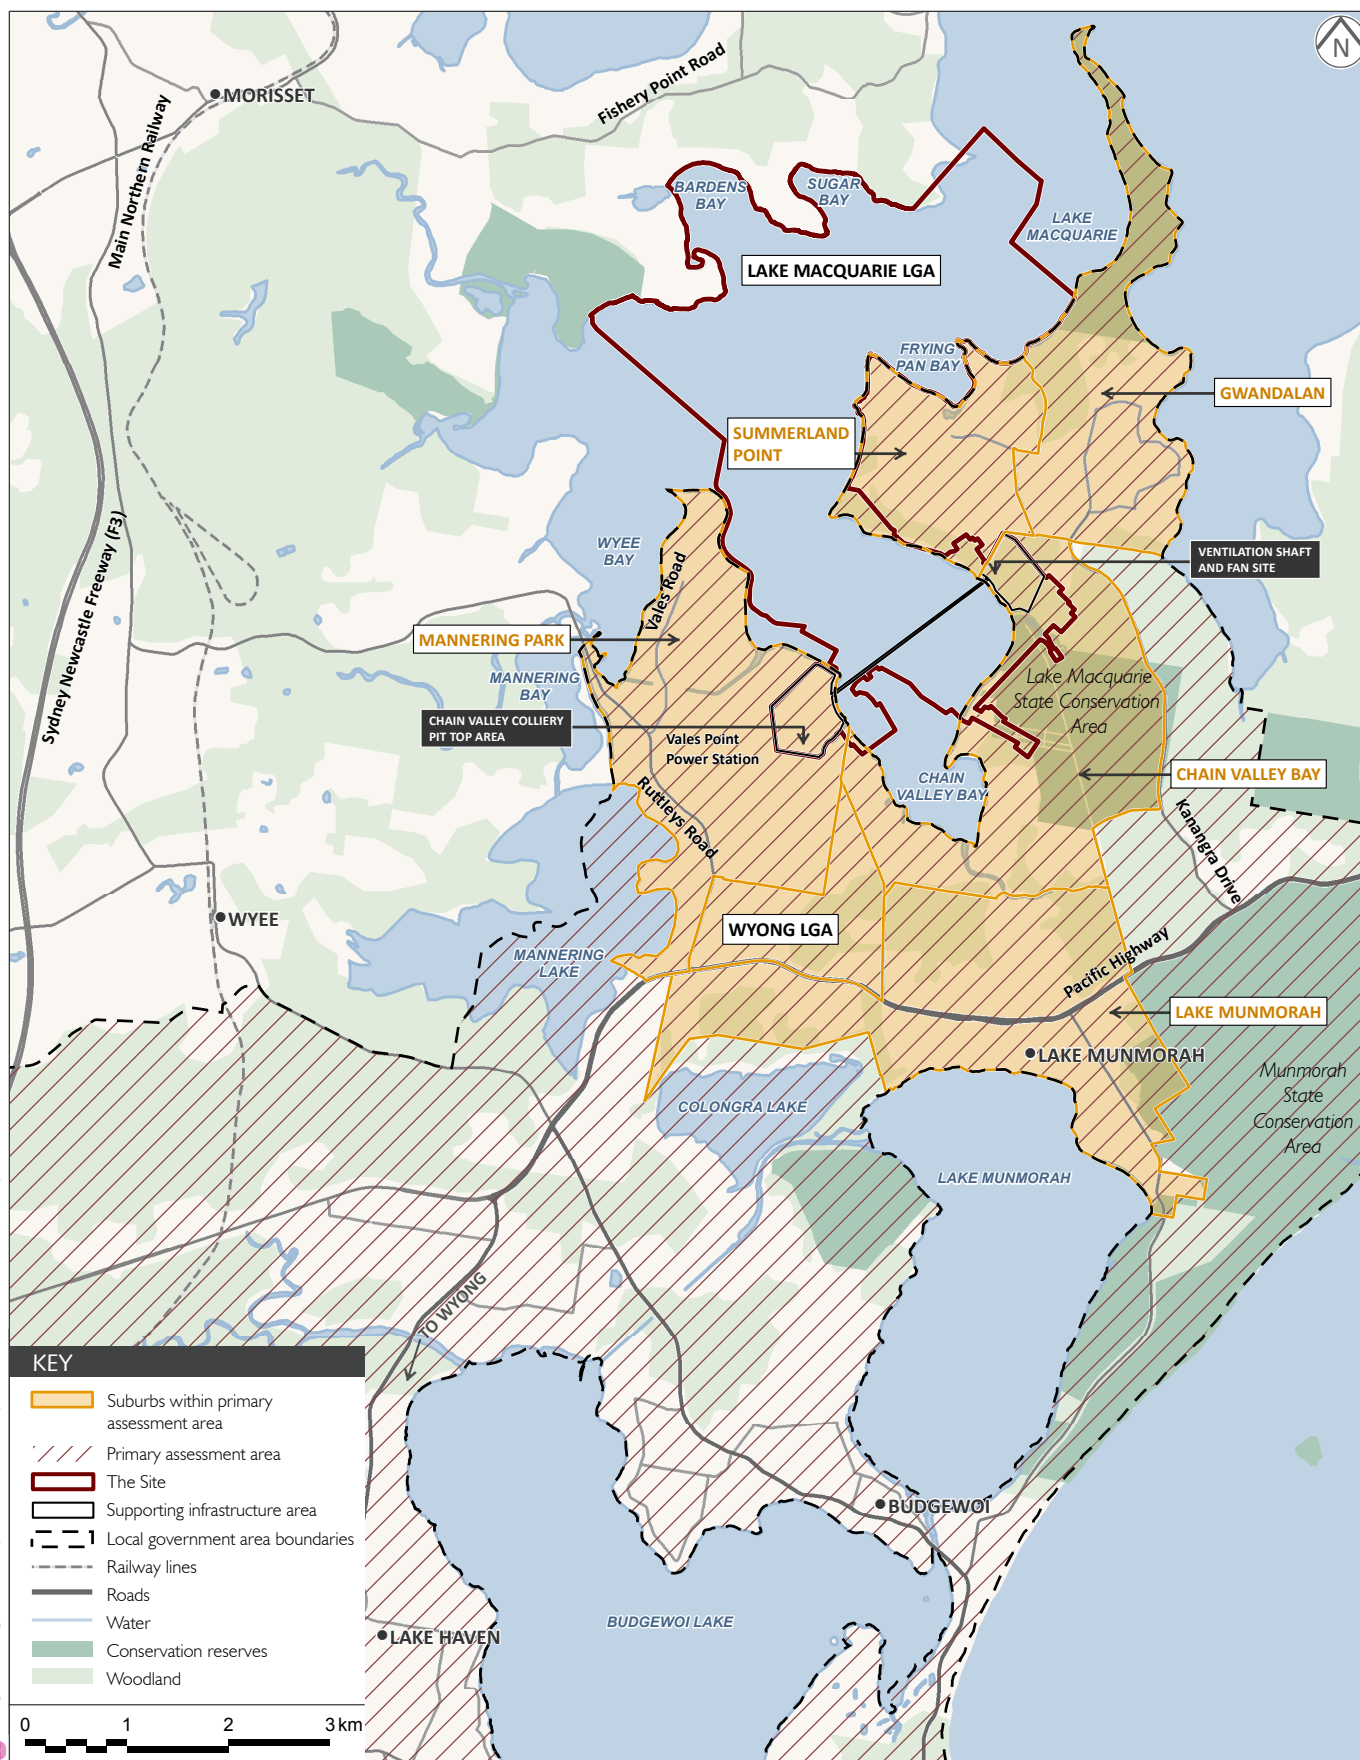 N
MORISSET
Fishery Point Road
Main Northern Railway
BARDENS
BAY
SUGAR
BAY
LAKE
MACQUARIE
LAKE MACQUARIE LGA
FRYING
PAN BAY
GWANDALAN
SUMMERLAND
POINT
Sydney Newcastle Freeway (F3)
WYEE
BAY
Vales Road
VENTILATION SHAFT
AND FAN SITE
MANNERING PARK
MANNERING
BAY
Lake Macquarie
State Conservation
Area
CHAIN VALLEY COLLIERY
PIT TOP AREA
Vales Point
Power Station
CHAIN
VALLEY BAY
CHAIN VALLEY BAY
Ruttleys Road
Kanangra Drive
WYEE
WYONG LGA
MANNERING
LAKE
Pacific Highway
LAKE MUNMORAH
LAKE MUNMORAH
Munmorah
State
Conservation
Area
COLONGRA LAKE
LAKE MUNMORAH
TO WYONG
KEY
Suburbs within primary
assessment area
Primary assessment area
The Site
Supporting infrastructure area
Local government area boundaries
Railway lines
Roads
Water
Conservation reserves
Woodland
0 1 2 3 km
BUDGEWOI
BUDGEWOI LAKE
LAKE HAVEN